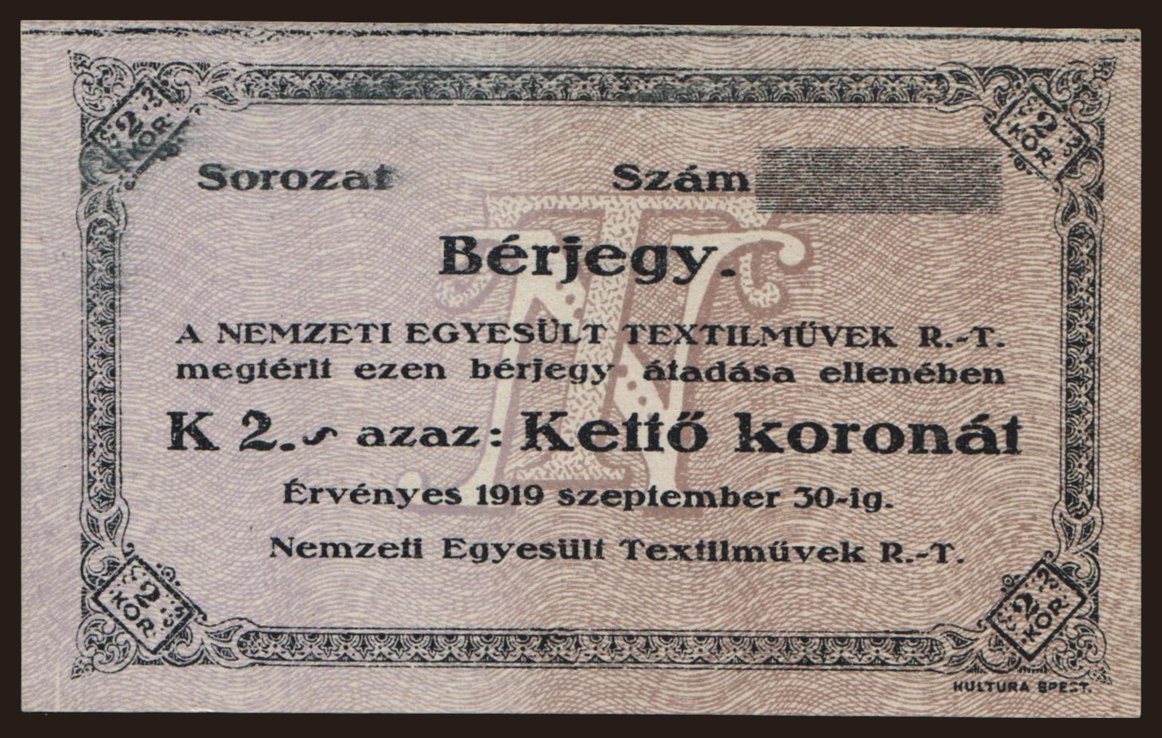 2 KOR.
2 KOR.
Sorozat Szám
Bérjegy.
A NEMZETI EGYESÜLT TEXTILMŰVEK R.-T.
megtérit ezen bérjegy átadása ellenében
K 2.- azaz: Kettő koronát
Érvényes 1919 szeptember 30-ig.
Nemzeti Egyesült Textilművek R.-T.
2 KOR.
2 KOR.
KULTURA BPEST.